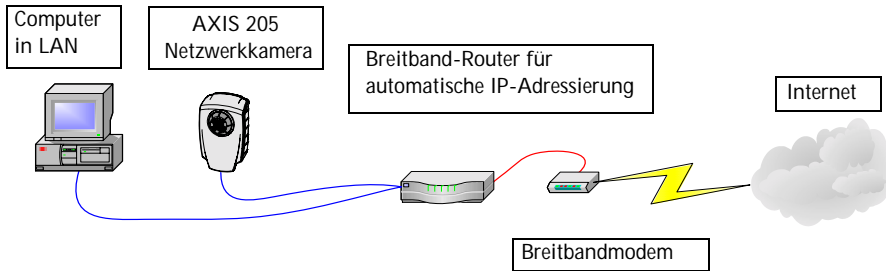 Computer
in LAN
AXIS 205
Netzwerkkamera
Breitband-Router für
automatische IP-Adressierung
Internet
Breitbandmodem